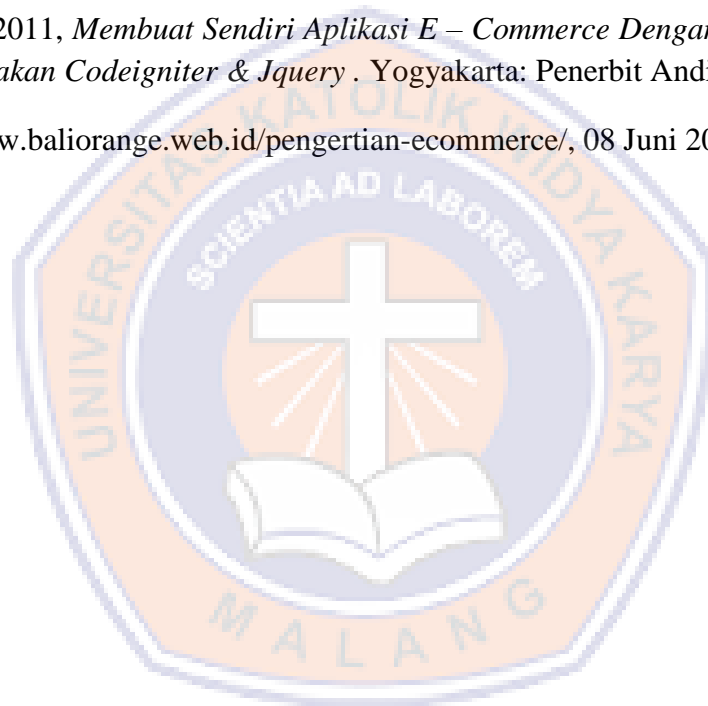 2011, Membuat Sendiri Aplikasi E – Commerce Dengan
akan Codeigniter & Jquery . Yogyakarta: Penerbit Andi
w.baliorange.web.id/pengertian-ecommerce/, 08 Juni 20
UNIVERSITAS KATOLIK WIDYA KARYA
SCIENTIA AD LABOREM
MALANG